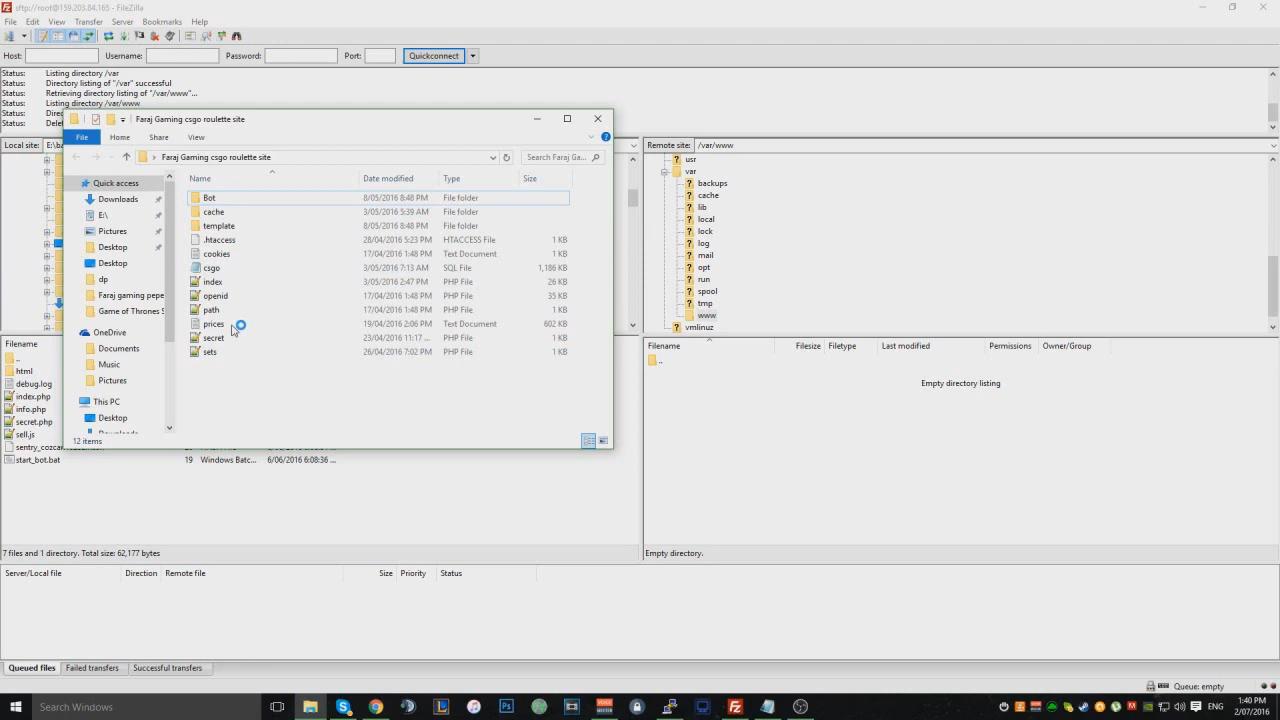 sftp://root@159.203.84.165 - FileZilla
File Edit View Transfer Server Bookmarks Help
Host: Username: Password: Port: Quickconnect
Status: Listing directory /var
Status: Directory listing of "/var" successful
Status: Retrieving directory listing of "/var/www"...
Status: Listing directory /var/www
Status:
Status:
Local site: E:\
Remote site: /var/www
usr
var
backups
cache
lib
local
lock
log
mail
opt
run
spool
tmp
www
vmlinuz
Faraj Gaming csgo roulette site
File Home Share View
Faraj Gaming csgo roulette site
Search Faraj Ga...
Name Date modified Type Size
Quick access
Downloads
E:\
Pictures
Desktop
Desktop
dp
Faraj gaming pepe
Game of Thrones S
OneDrive
Documents
Music
Pictures
This PC
Desktop
Bot 8/05/2016 8:48 PM File folder
cache 3/05/2016 5:39 AM File folder
template 8/05/2016 8:48 PM File folder
.htaccess 28/04/2016 5:23 PM HTACCESS File 1 KB
cookies 17/04/2016 1:48 PM Text Document 1 KB
csgo 3/05/2016 7:13 AM SQL File 1,186 KB
index 3/05/2016 2:47 PM PHP File 26 KB
openid 17/04/2016 1:48 PM PHP File 35 KB
path 17/04/2016 1:48 PM PHP File 1 KB
prices 19/04/2016 2:06 PM Text Document 602 KB
secret 23/04/2016 11:17 ... PHP File 1 KB
sets 26/04/2016 7:02 PM PHP File 1 KB
12 items
Filename
..
html
debug.log
index.php
info.php
secret.php
sell.js
start_bot.bat 19 Windows Batc... 6/06/2016 6:08:36 ...
7 files and 1 directory. Total size: 62,177 bytes
Filename Filesize Filetype Last modified Permissions Owner/Group
..
Empty directory listing
Empty directory.
Server/Local file Direction Remote file Size Priority Status
Queued files Failed transfers Successful transfers
Queue: empty
Search Windows
ENG
1:40 PM
2/07/2016